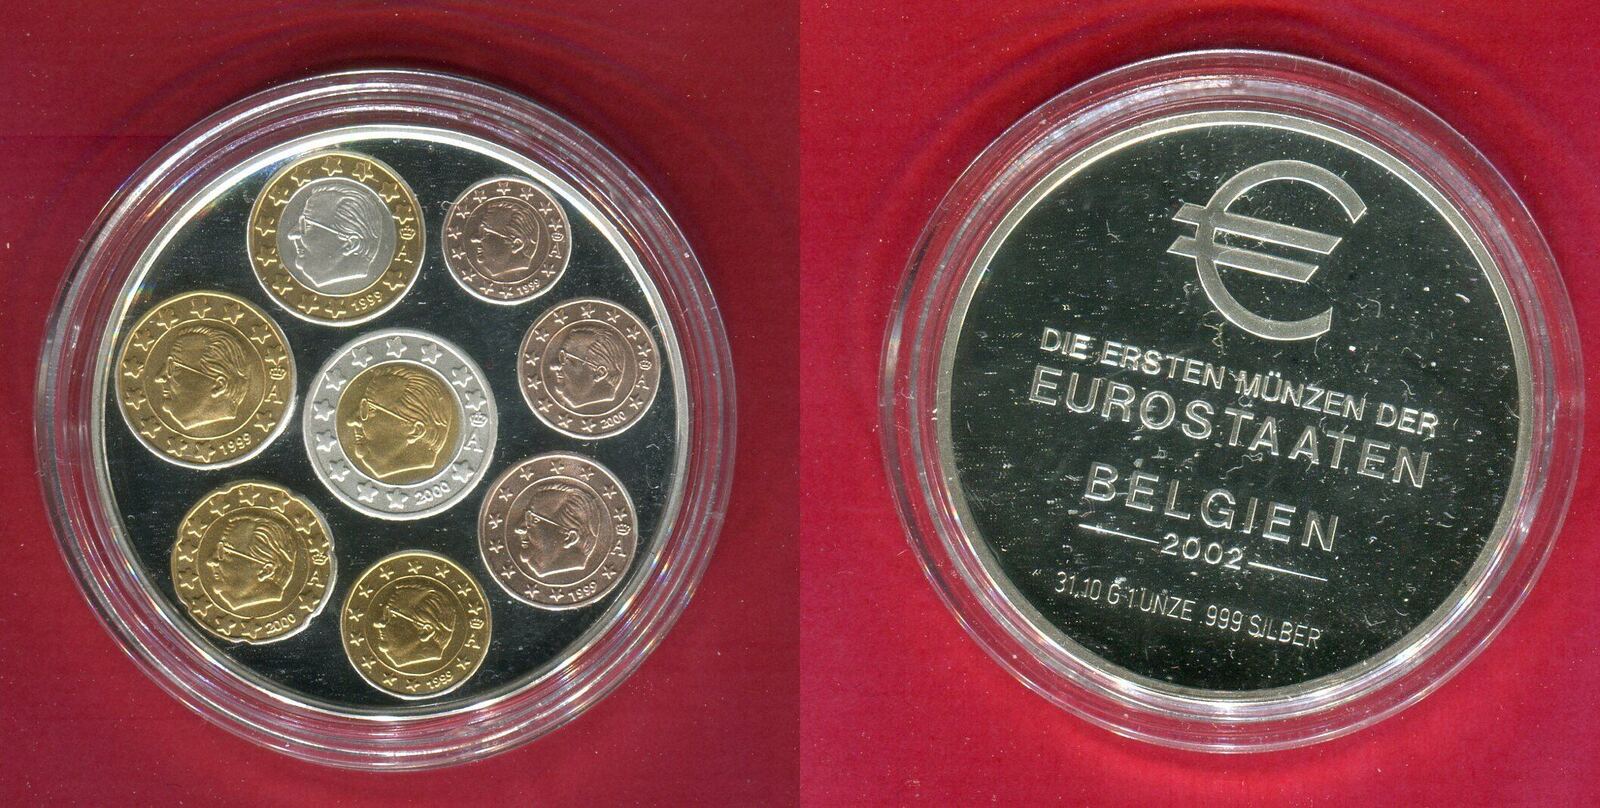 1999
1999
1999
2000
2000
1999
2000
1999
€
DIE ERSTEN MÜNZEN DER
EUROSTAATEN
BELGIEN
2002
31,10 G 1 UNZE 999 SILBER